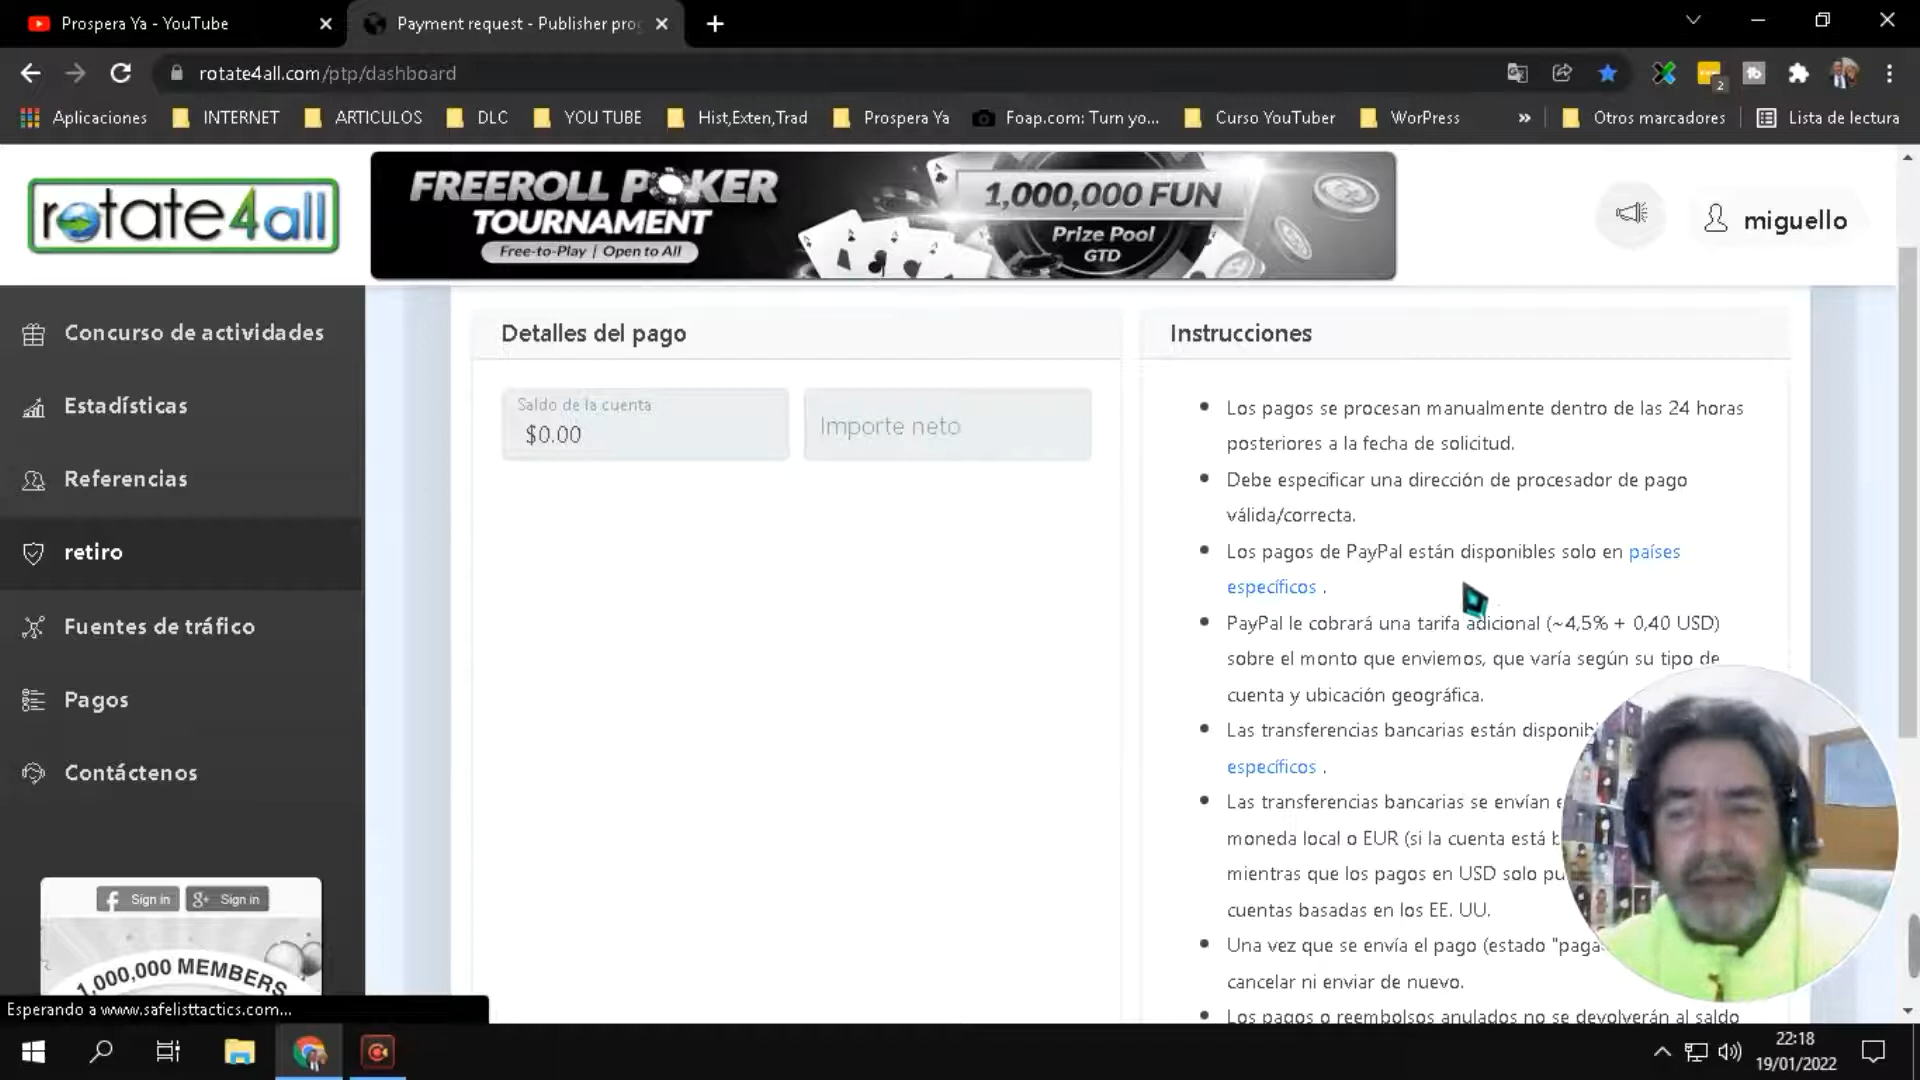 Prospera Ya - YouTube
Payment request - Publisher pro
rotate4all.com/ptp/dashboard
2
Aplicaciones
INTERNET
ARTICULOS
DLC
YOU TUBE
Hist,Exten,Trad
Prospera Ya
Foap.com: Turn yo...
Curso YouTuber
WorPress
»
Otros marcadores
Lista de lectura
rotate4all
FREEROLL POKER
TOURNAMENT
Free-to-Play | Open to All
1,000,000 FUN
Prize Pool
GTD
miguello
Concurso de actividades
Estadísticas
Referencias
retiro
Fuentes de tráfico
Pagos
Contáctenos
Sign in
Sign in
1,000,000 MEMBERS
Detalles del pago
Saldo de la cuenta
$0.00
Importe neto
Instrucciones
Los pagos se procesan manualmente dentro de las 24 horas
posteriores a la fecha de solicitud.
Debe especificar una dirección de procesador de pago
válida/correcta.
Los pagos de PayPal están disponibles solo en países
específicos .
PayPal le cobrará una tarifa adicional (~4,5% + 0,40 USD)
sobre el monto que enviemos, que varía según su tipo de
cuenta y ubicación geográfica.
Las transferencias bancarias están disponib
específicos .
Las transferencias bancarias se envían e
moneda local o EUR (si la cuenta está b
mientras que los pagos en USD solo pu
cuentas basadas en los EE. UU.
Una vez que se envía el pago (estado "paga
cancelar ni enviar de nuevo.
Los pagos o reembolsos anulados no se devolverán al saldo
Esperando a www.safelisttactics.com...
22:18
19/01/2022